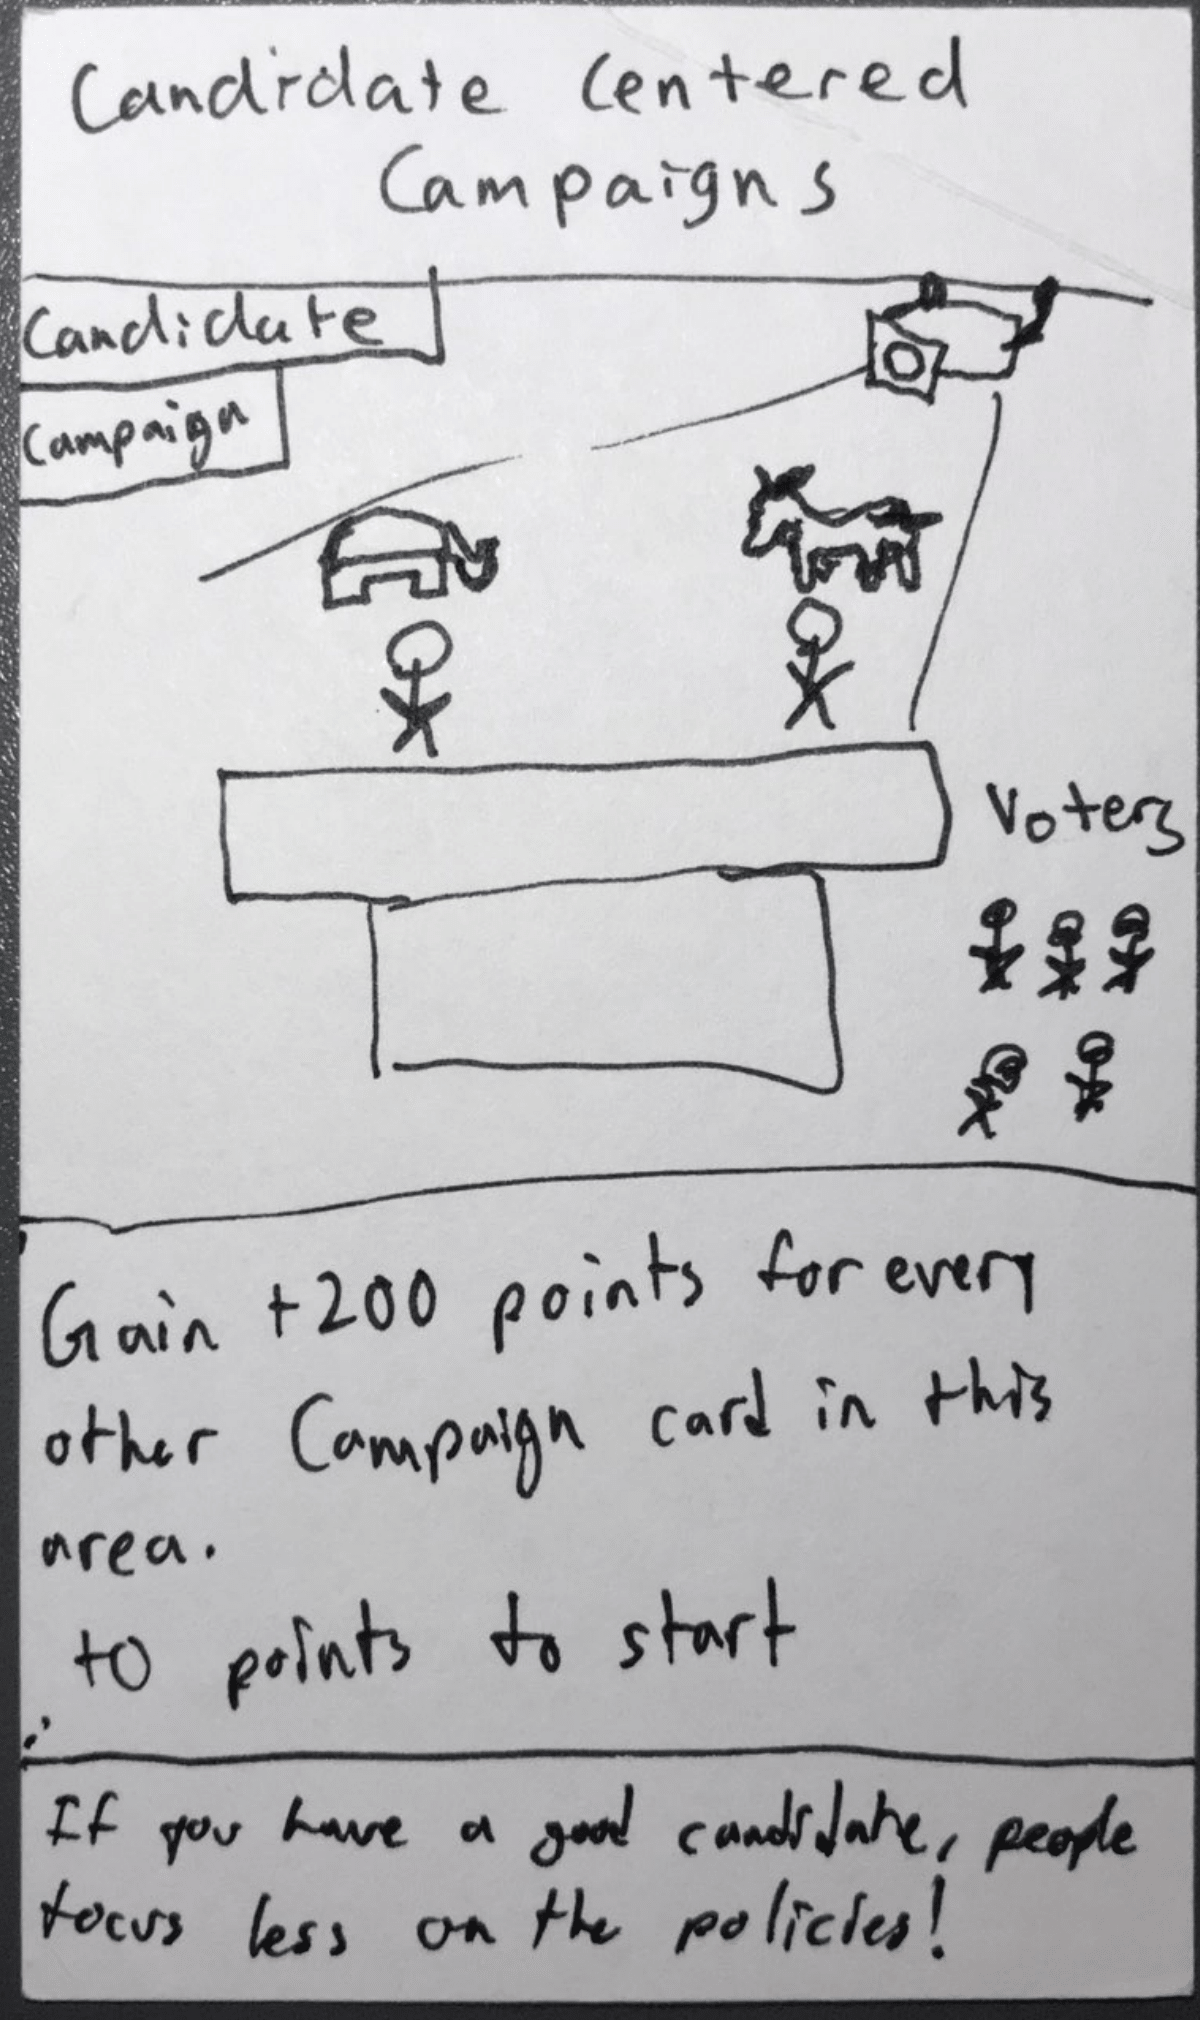 Candidate Centered
Campaigns
Candidate
Campaign
Voters
Gain +200 points for every
other Campaign card in this
area.
+0 points to start
If you have a good candidate, people
focus less on the policies!